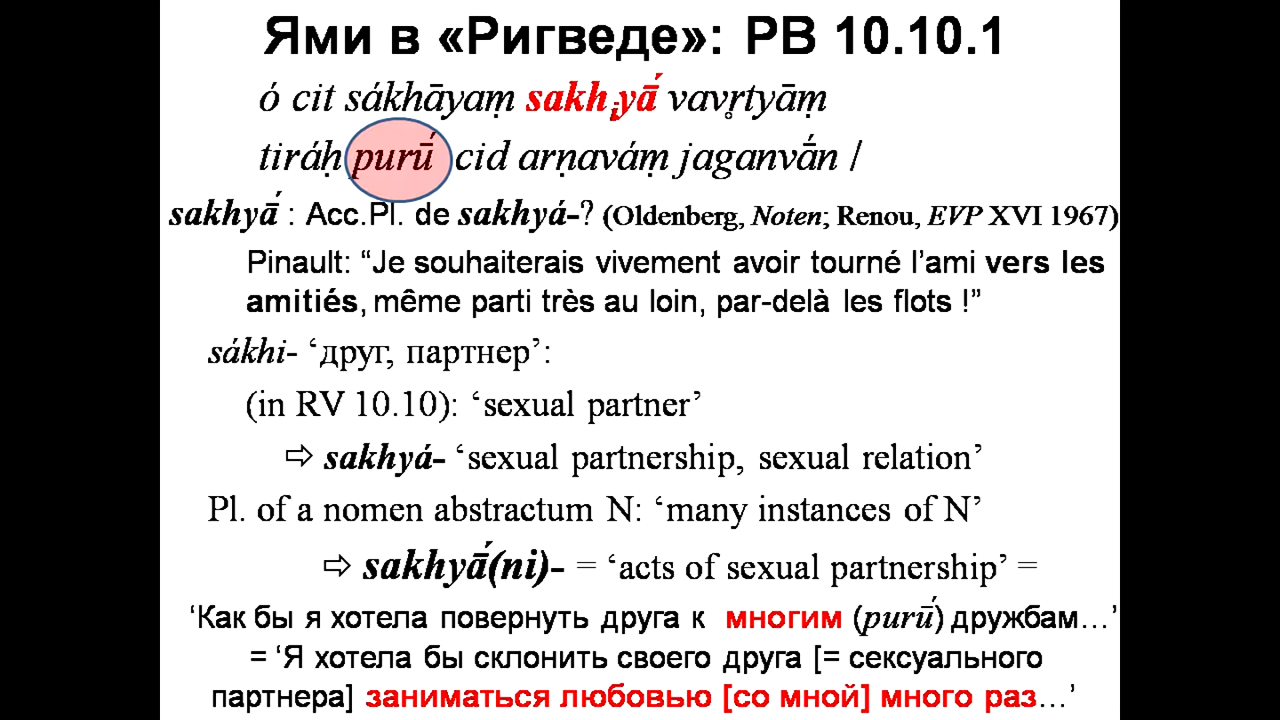 Ями в «Ригведе»: РВ 10.10.1
ó cit sákhāyaṃ sakhᵢyā́ vavr̥tyāṃ
tiráḥ purū́ cid arṇaváṃ jaganvā́n /
sakhyā́ : Acc.Pl. de sakhyá-? (Oldenberg, Noten; Renou, EVP XVI 1967)
Pinault: “Je souhaiterais vivement avoir tourné l’ami vers les
amitiés, même parti très au loin, par-delà les flots !”
sákhi- ‘друг, партнер’:
(in RV 10.10): ‘sexual partner’
⇨ sakhyá- ‘sexual partnership, sexual relation’
Pl. of a nomen abstractum N: ‘many instances of N’
⇨ sakhyā́(ni)- = ‘acts of sexual partnership’ =
‘Как бы я хотела повернуть друга к многим (purū́) дружбам…’
= ‘Я хотела бы склонить своего друга [= сексуального
партнера] заниматься любовью [со мной] много раз…’